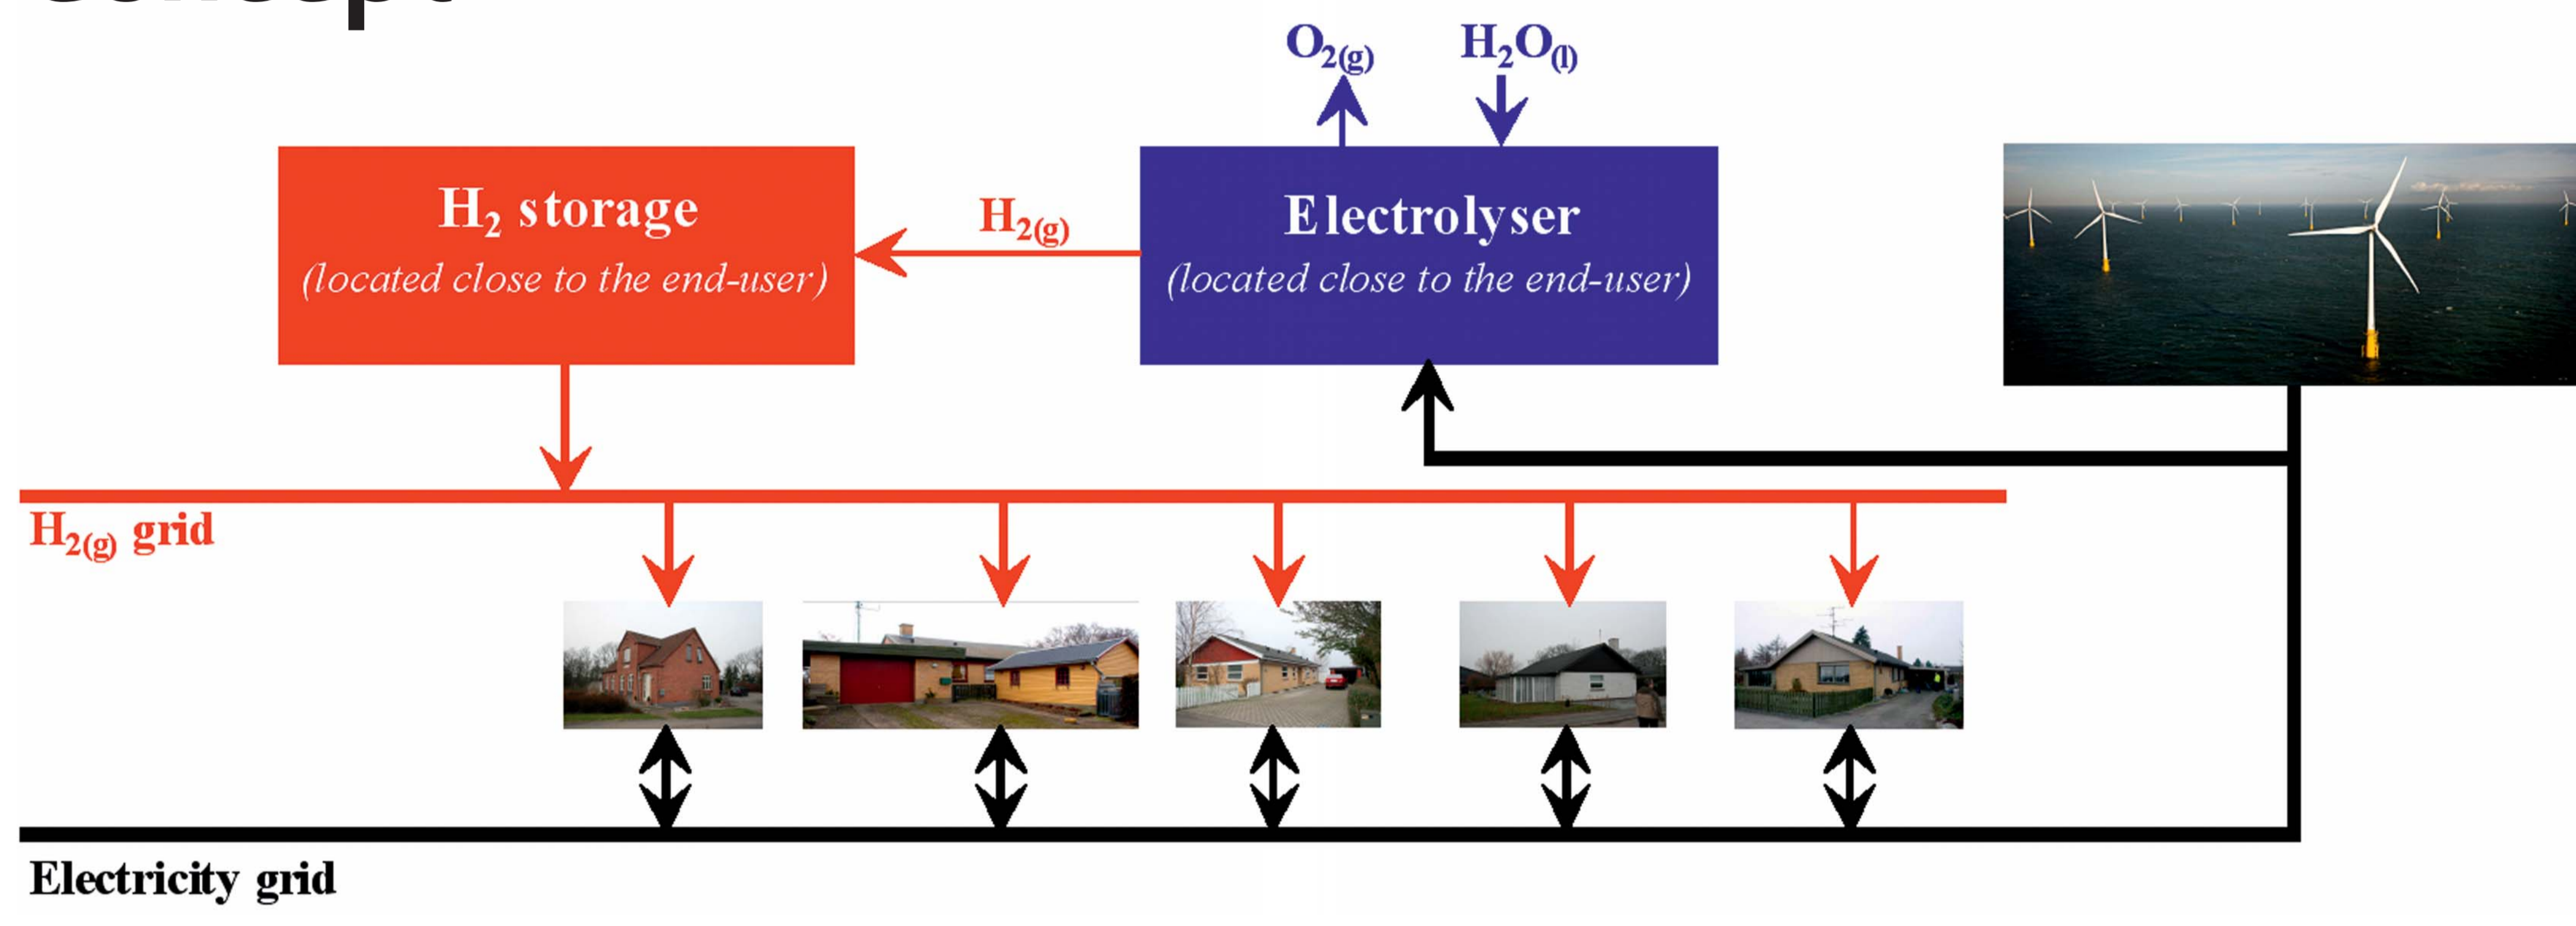 O₂(g)
H₂O(l)
H₂ storage
(located close to the end-user)
H₂(g)
Electrolyser
(located close to the end-user)
H₂(g) grid
Electricity grid